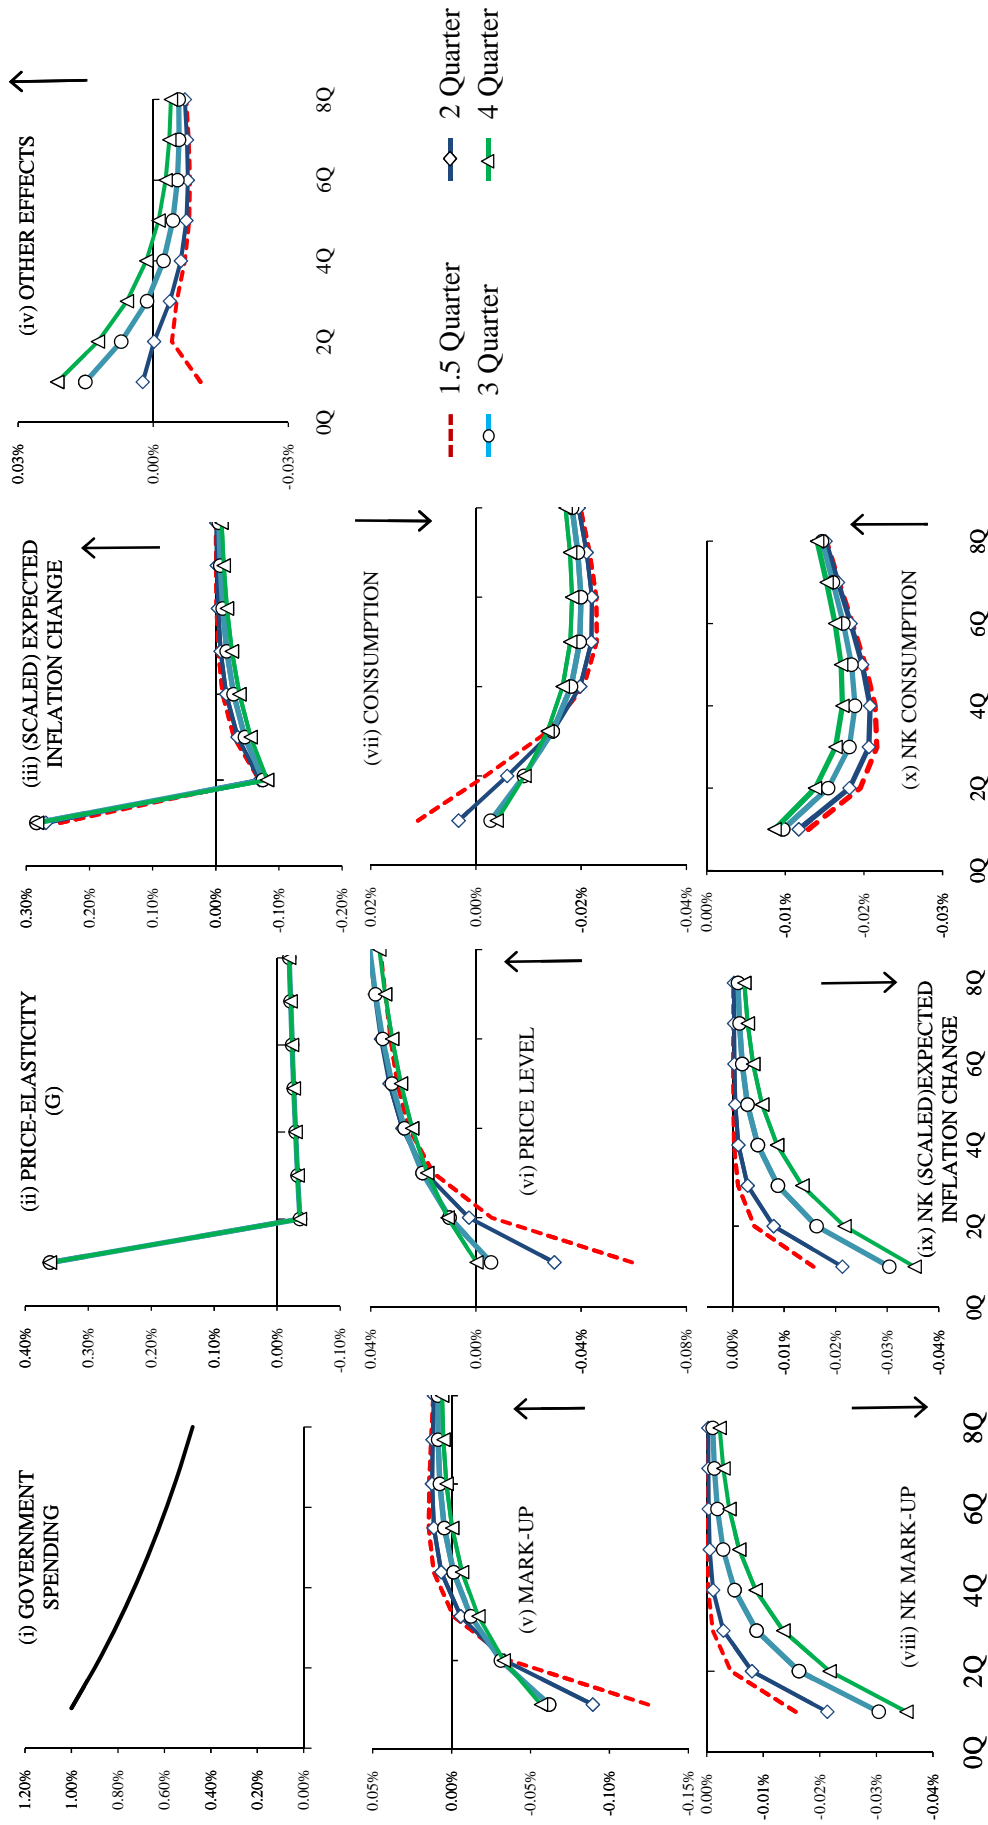 (i) GOVERNMENT
SPENDING
1.20%
1.00%
0.80%
0.60%
0.40%
0.20%
0.00%
(ii) PRICE-ELASTICITY
(G)
0.40%
0.30%
0.20%
0.10%
0.00%
-0.10%
(iii) (SCALED) EXPECTED
INFLATION CHANGE
0.30%
0.20%
0.10%
0.00%
-0.10%
-0.20%
(iv) OTHER EFFECTS
0.03%
0.00%
-0.03%
0Q 2Q 4Q 6Q 8Q
(v) MARK-UP
0.05%
0.00%
-0.05%
-0.10%
-0.15%
(vi) PRICE LEVEL
0.04%
0.00%
-0.04%
-0.08%
(vii) CONSUMPTION
0.02%
0.00%
-0.02%
-0.04%
1.5 Quarter 2 Quarter
3 Quarter 4 Quarter
(viii) NK MARK-UP
0.00%
-0.01%
-0.02%
-0.03%
-0.04%
0Q 2Q 4Q 6Q 8Q
(ix) NK (SCALED)EXPECTED
INFLATION CHANGE
0.00%
-0.01%
-0.02%
-0.03%
-0.04%
0Q 2Q 4Q 6Q 8Q
(x) NK CONSUMPTION
0.00%
-0.01%
-0.02%
-0.03%
0Q 2Q 4Q 6Q 8Q